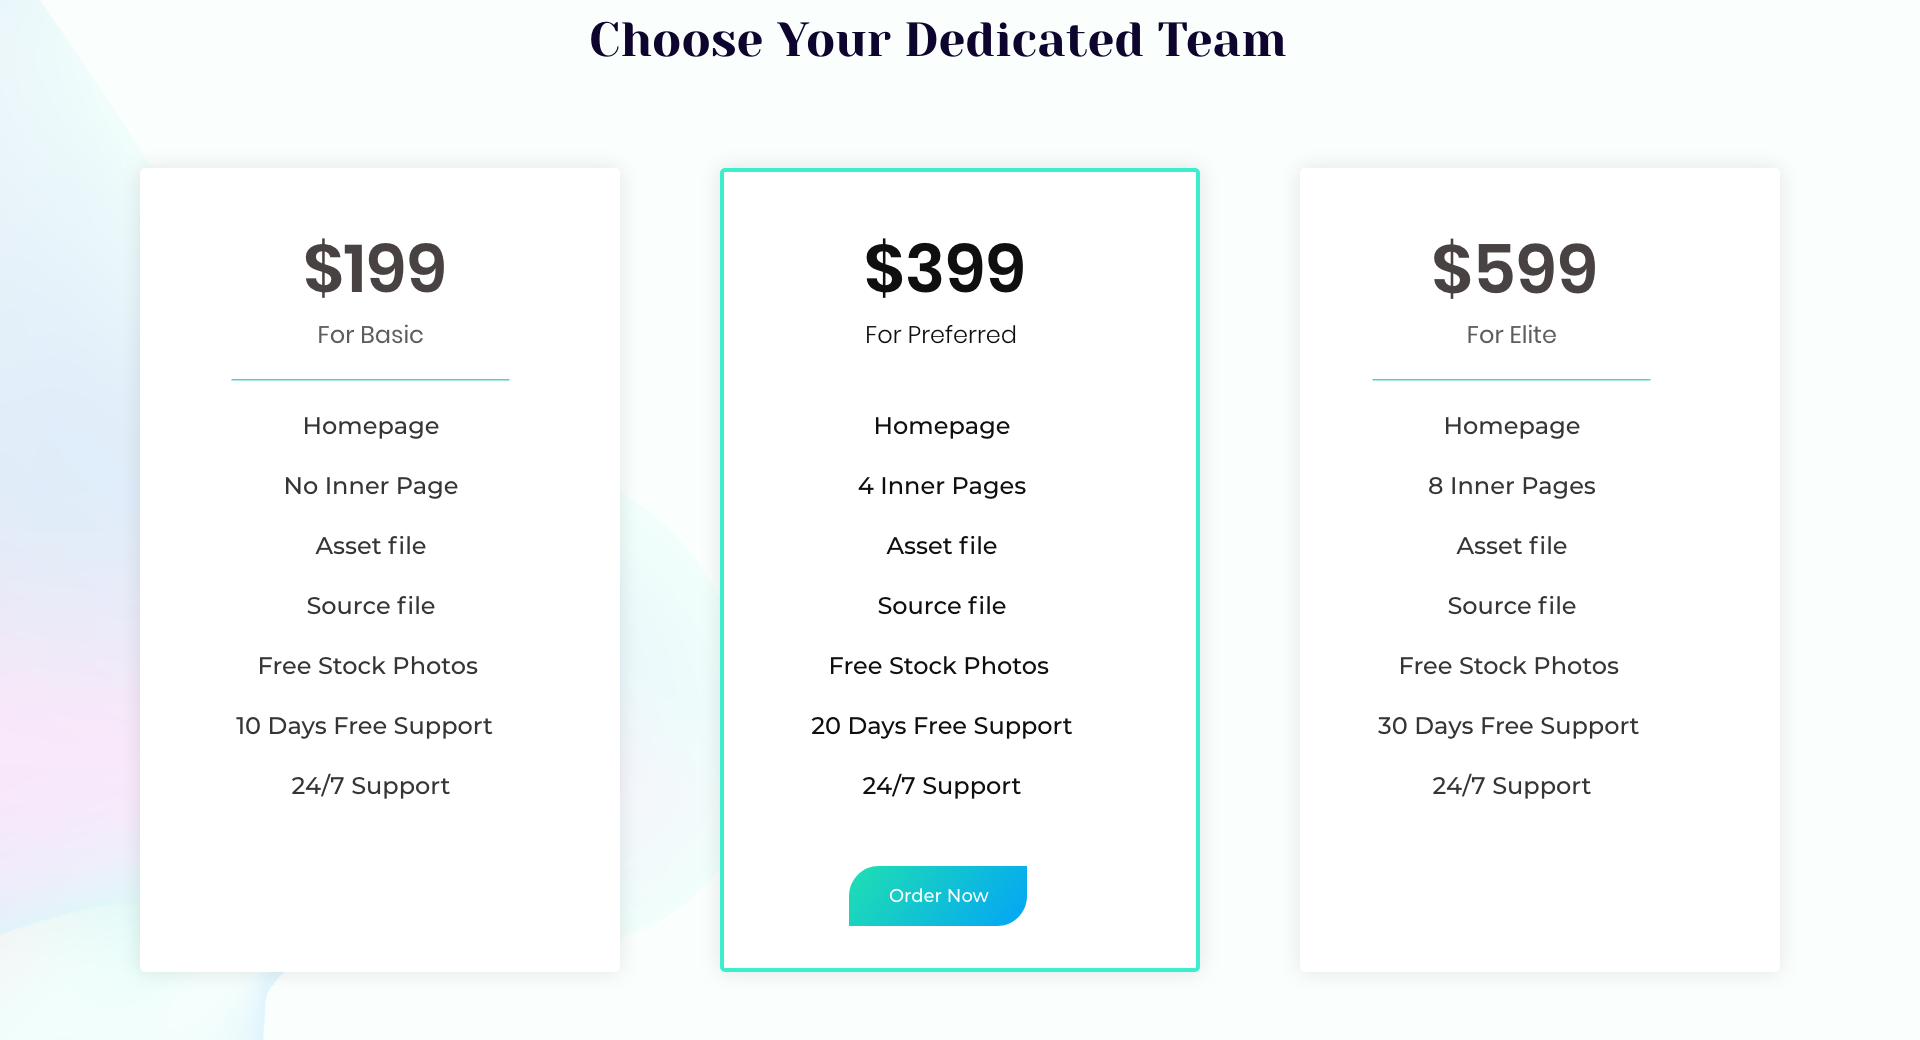 Choose Your Dedicated Team
$199
For Basic
Homepage
No Inner Page
Asset file
Source file
Free Stock Photos
10 Days Free Support
24/7 Support
$399
For Preferred
Homepage
4 Inner Pages
Asset file
Source file
Free Stock Photos
20 Days Free Support
24/7 Support
Order Now
$599
For Elite
Homepage
8 Inner Pages
Asset file
Source file
Free Stock Photos
30 Days Free Support
24/7 Support